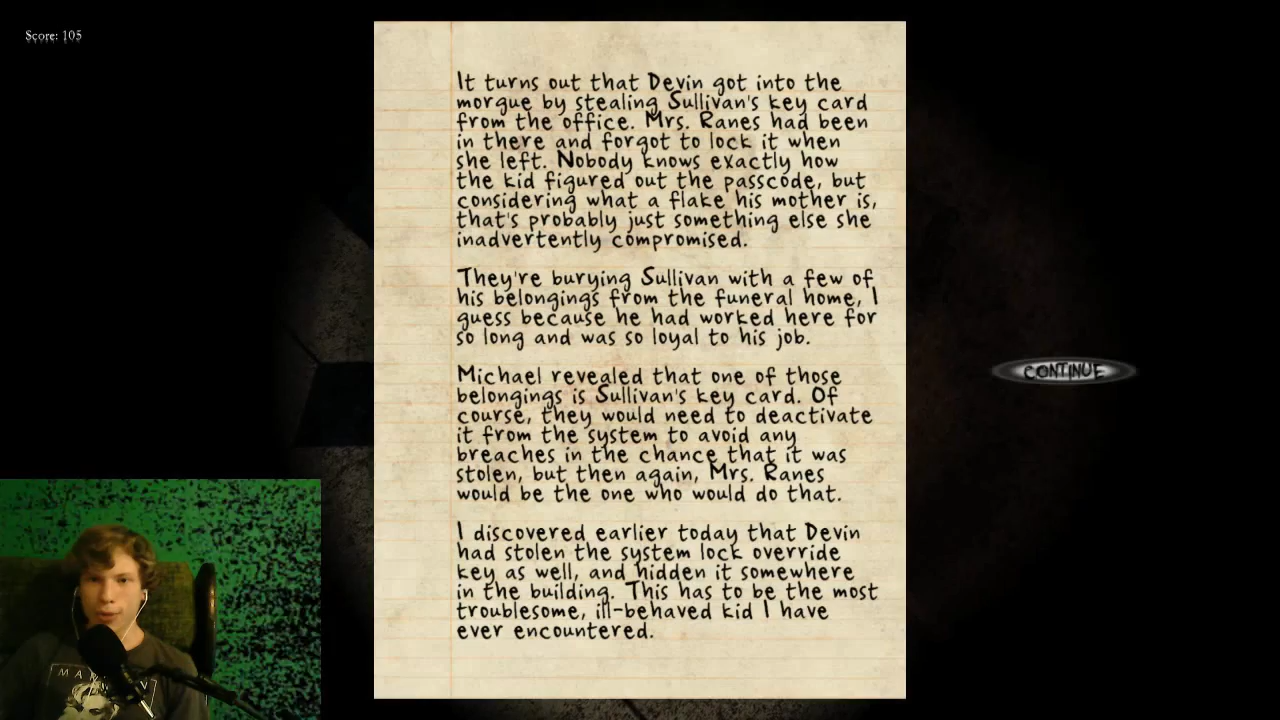 Score: 105
It turns out that Devin got into the
morgue by stealing Sullivan's key card
from the office. Mrs. Ranes had been
in there and forgot to lock it when
she left. Nobody knows exactly how
the kid figured out the passcode, but
considering what a flake his mother is,
that's probably just something else she
inadvertently compromised.
They're burying Sullivan with a few of
his belongings from the funeral home, I
guess because he had worked here for
so long and was so loyal to his job.
Michael revealed that one of those
belongings is Sullivan's key card. Of
course, they would need to deactivate
it from the system to avoid any
breaches in the chance that it was
stolen, but then again, Mrs. Ranes
would be the one who would do that.
I discovered earlier today that Devin
had stolen the system lock override
key as well, and hidden it somewhere
in the building. This has to be the most
troublesome, ill-behaved kid I have
ever encountered.
CONTINUE